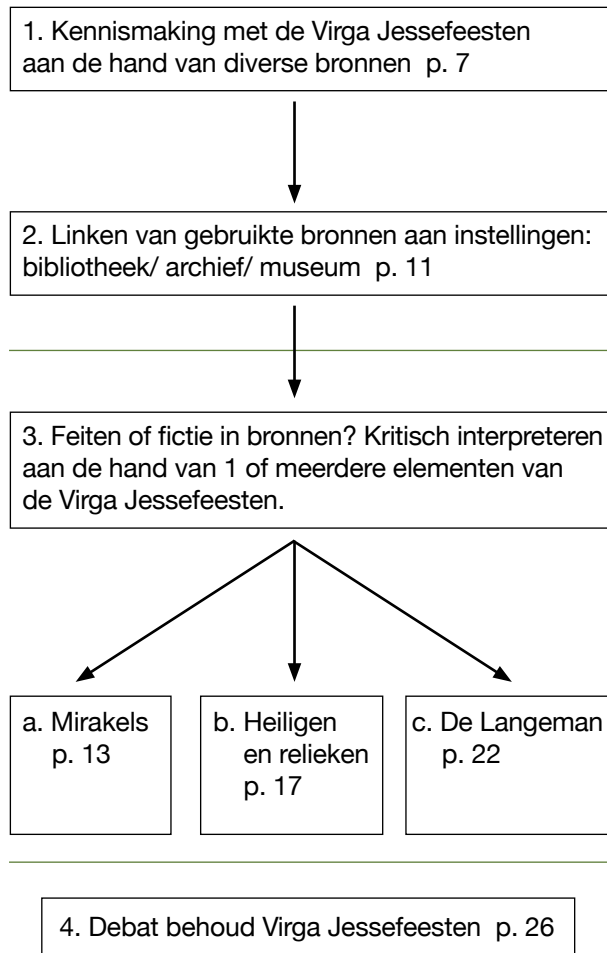 1. Kennismaking met de Virga Jessefeesten
aan de hand van diverse bronnen  p. 7
2. Linken van gebruikte bronnen aan instellingen:
bibliotheek/ archief/ museum  p. 11
3. Feiten of fictie in bronnen? Kritisch interpreteren
aan de hand van 1 of meerdere elementen van
de Virga Jessefeesten.
a. Mirakels
p. 13
b. Heiligen
en relieken
p. 17
c. De Langeman
p. 22
4. Debat behoud Virga Jessefeesten  p. 26